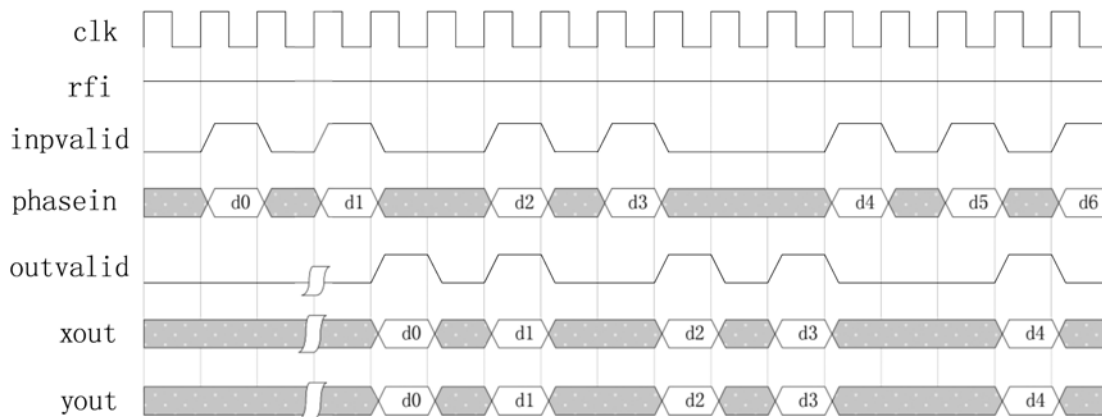 clk
rfi
inpvalid
phasein d0 d1 d2 d3 d4 d5 d6
outvalid
xout d0 d1 d2 d3 d4
yout d0 d1 d2 d3 d4